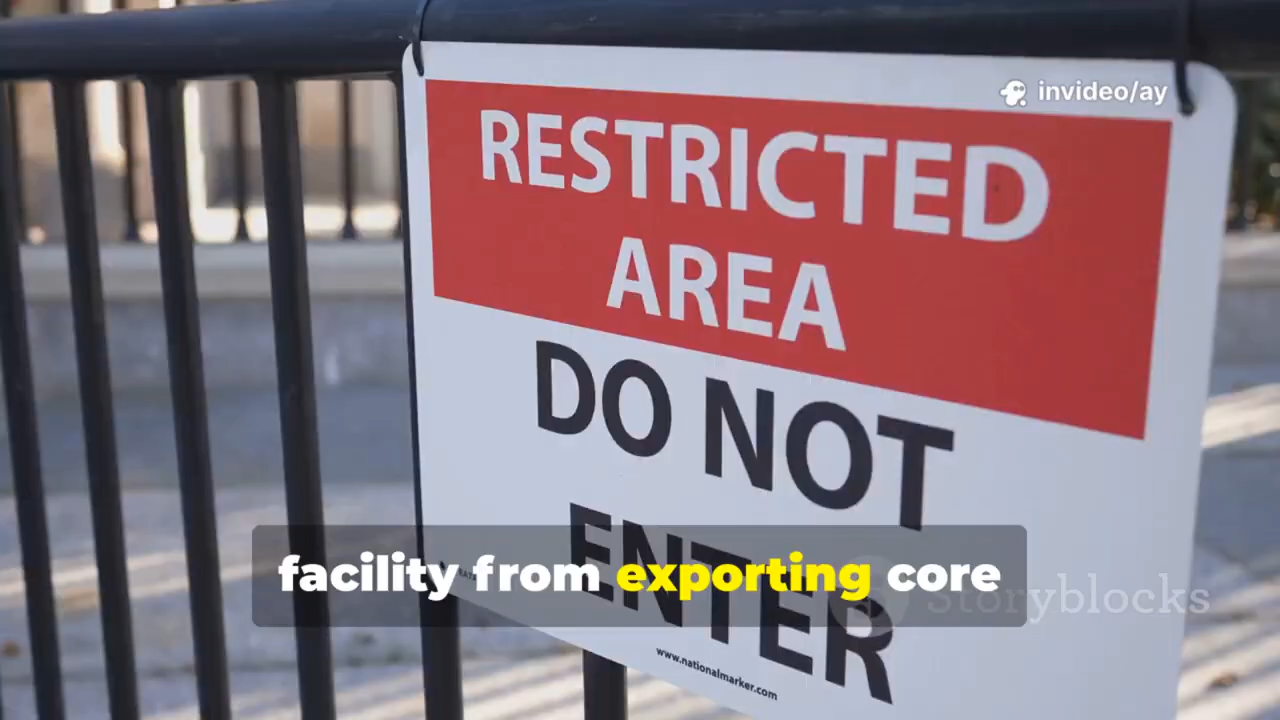 invideo/ay
RESTRICTED
AREA
DO NOT
ENTER
facility from exporting core
Storyblocks
www.nationalmarker.com